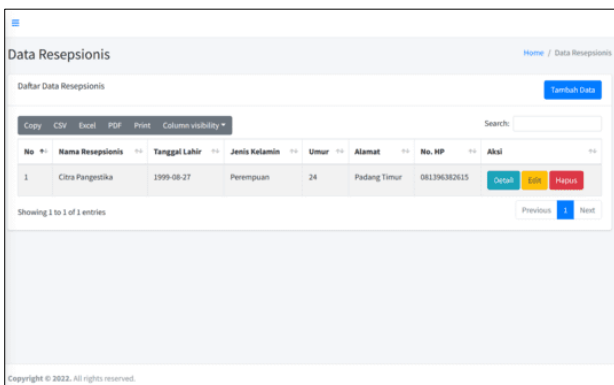 Data Resepsionis
Home / Data Resepsionis
Daftar Data Resepsionis
Tambah Data
Copy CSV Excel PDF Print Column visibility
Search:
No Nama Resepsionis Tanggal Lahir Jenis Kelamin Umur Alamat No. HP Aksi
1 Citra Pangestika 1999-08-27 Perempuan 24 Padang Timur 081396382615 Detail Edit Hapus
Showing 1 to 1 of 1 entries
Previous 1 Next
Copyright © 2022. All rights reserved.